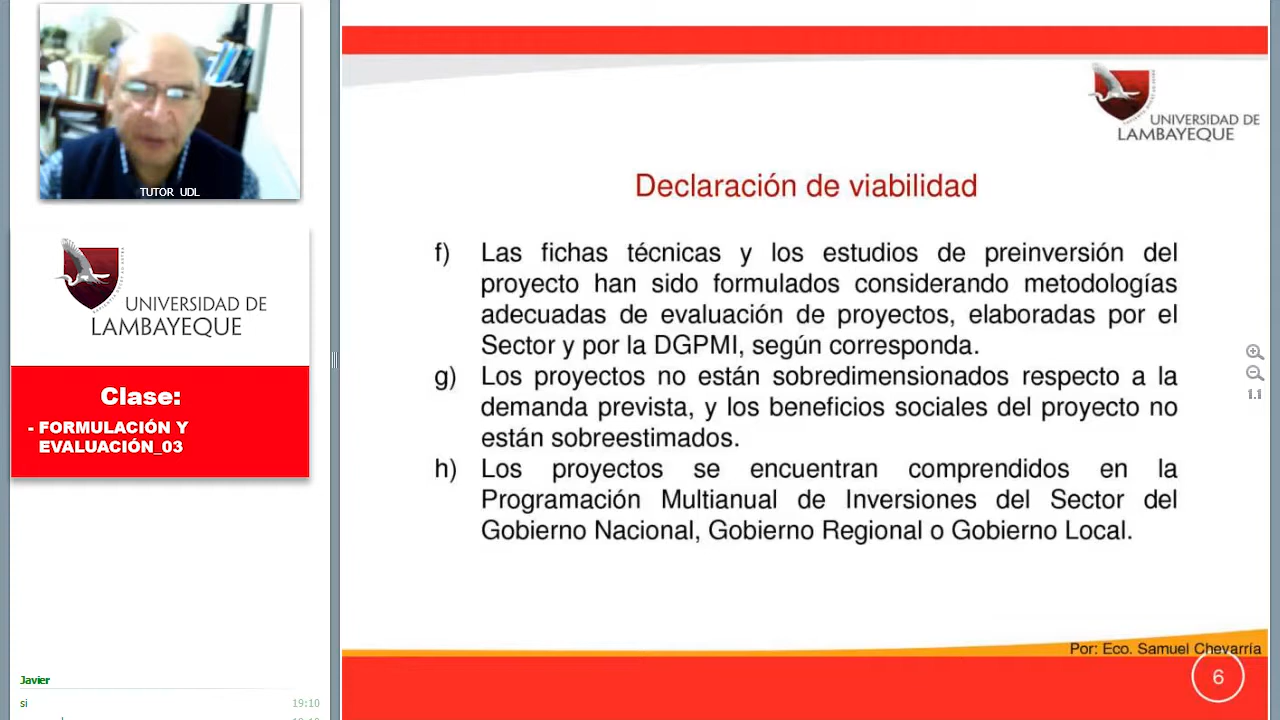 TUTOR UDL
UNIVERSIDAD DE
LAMBAYEQUE
Clase:
- FORMULACIÓN Y
EVALUACIÓN_03
Javier
si
19:10
UNIVERSIDAD DE
LAMBAYEQUE
Declaración de viabilidad
f) Las fichas técnicas y los estudios de preinversión del
proyecto han sido formulados considerando metodologías
adecuadas de evaluación de proyectos, elaboradas por el
Sector y por la DGPMI, según corresponda.
g) Los proyectos no están sobredimensionados respecto a la
demanda prevista, y los beneficios sociales del proyecto no
están sobreestimados.
h) Los proyectos se encuentran comprendidos en la
Programación Multianual de Inversiones del Sector del
Gobierno Nacional, Gobierno Regional o Gobierno Local.
1.1
Por: Eco. Samuel Chevarría
6